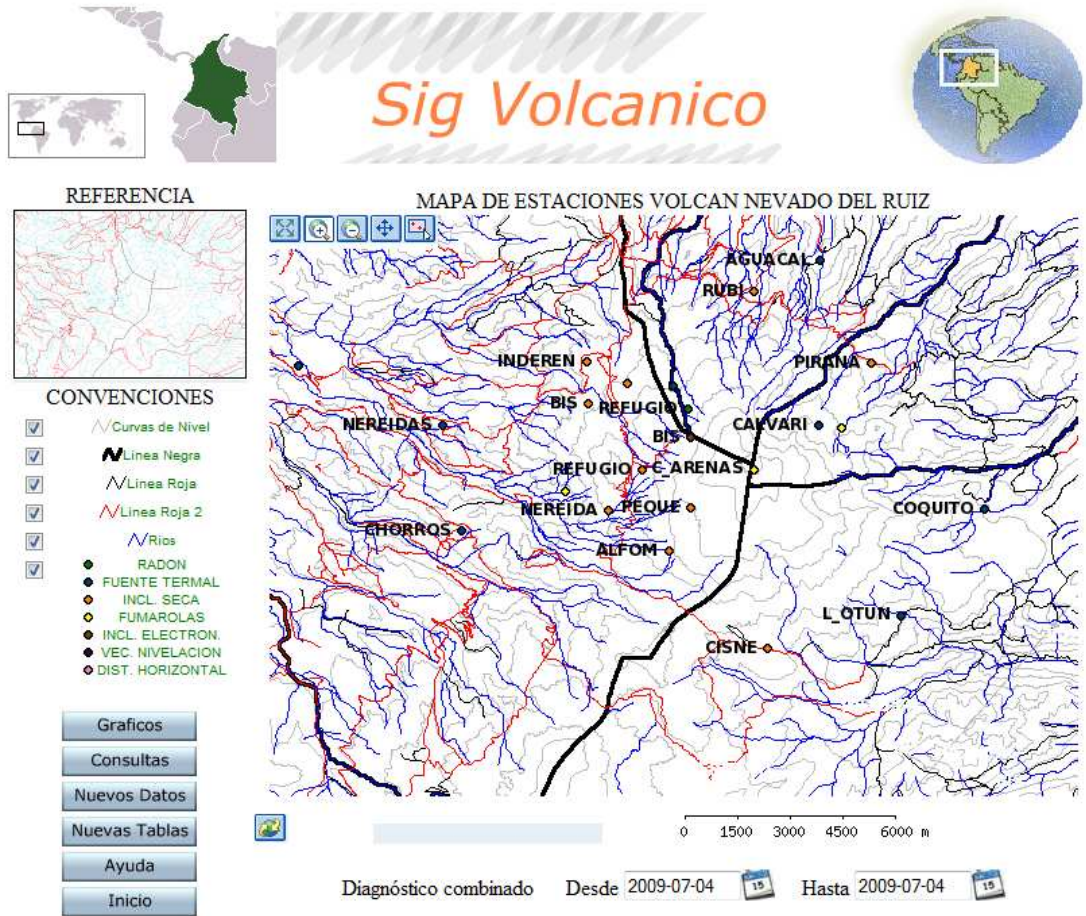 Sig Volcanico
REFERENCIA
MAPA DE ESTACIONES VOLCAN NEVADO DEL RUIZ
AGUACAL
RUBI
INDEREN
PIRANA
BIS
REFUGIO
NEREIDAS
BIS
CALVARI
REFUGIO
C_ARENAS
NEREIDA
PEQUE
COQUITO
CHORROS
ALFOM
L_OTUN
CISNE
CONVENCIONES
Curvas de Nivel
Linea Negra
Linea Roja
Linea Roja 2
Rios
RADON
FUENTE TERMAL
INCL. SECA
FUMAROLAS
INCL. ELECTRON.
VEC. NIVELACION
DIST. HORIZONTAL
Graficos
Consultas
Nuevos Datos
Nuevas Tablas
Ayuda
Inicio
0 1500 3000 4500 6000 m
Diagnóstico combinado Desde 2009-07-04 15 Hasta 2009-07-04 15